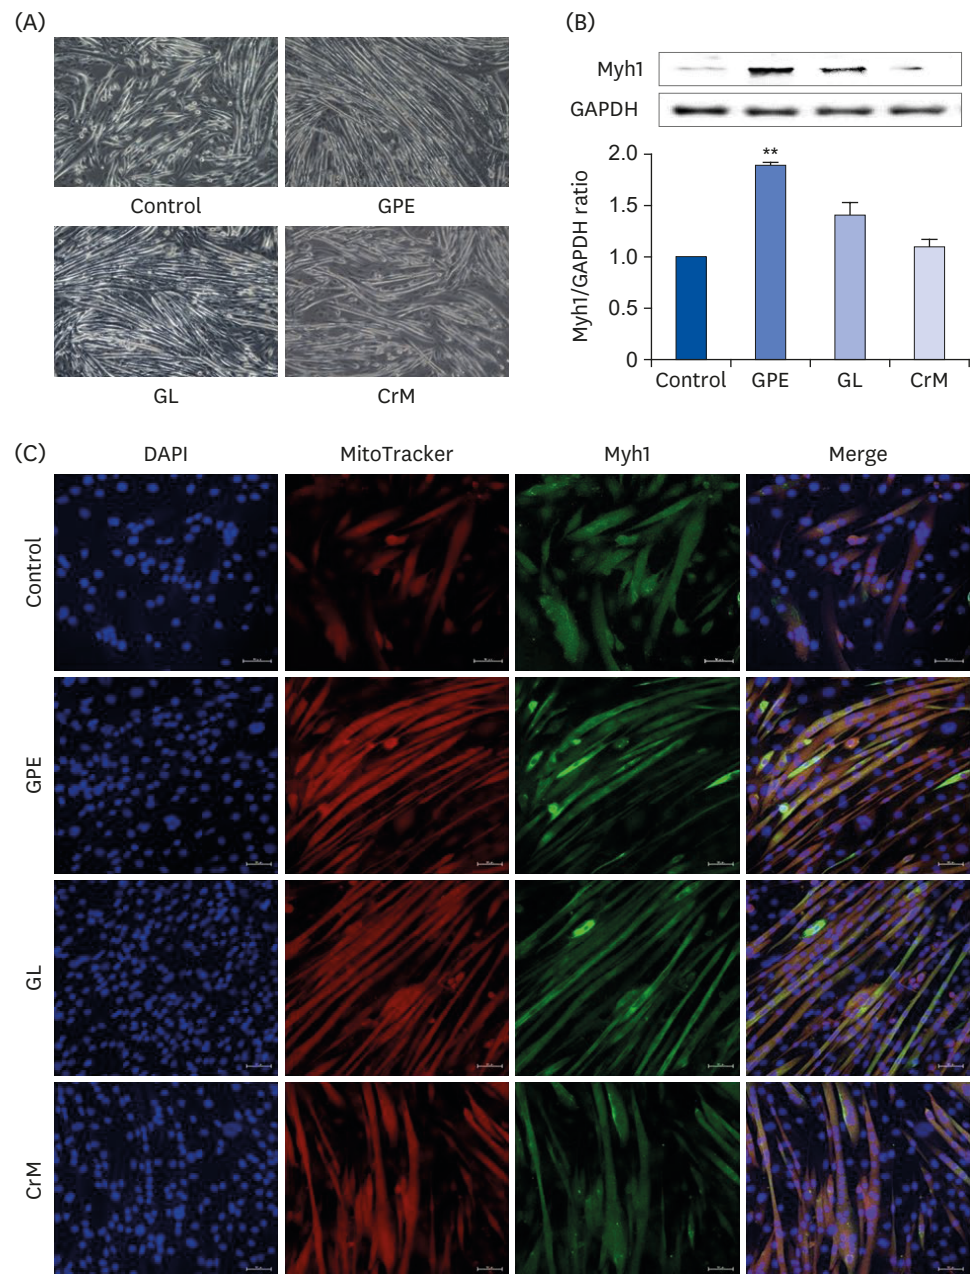 (A)
Control
GPE
GL
CrM
(B)
Myh1
GAPDH
Myh1/GAPDH ratio
2.0
1.5
1.0
0.5
0
**
Control GPE GL CrM
(C)
DAPI MitoTracker Myh1 Merge
Control
GPE
GL
CrM